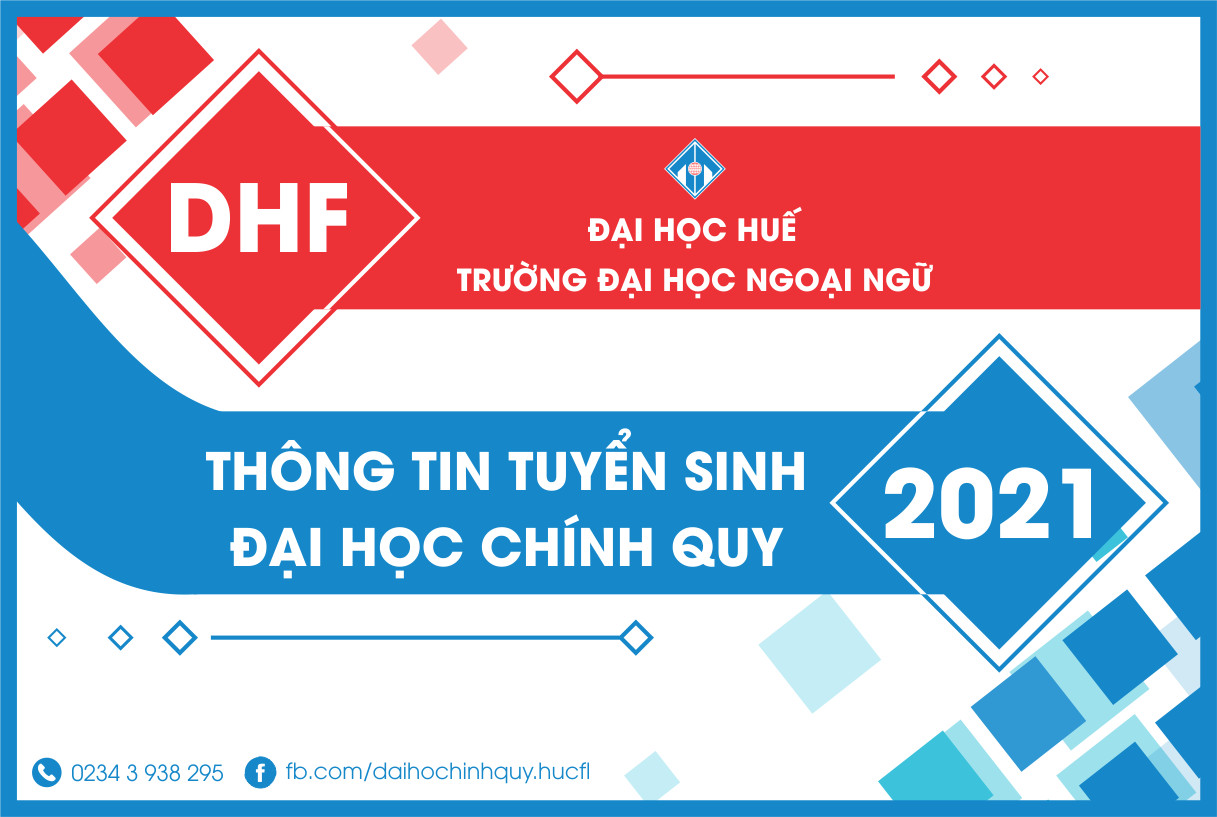 DHF
ĐẠI HỌC HUẾ
TRƯỜNG ĐẠI HỌC NGOẠI NGỮ
THÔNG TIN TUYỂN SINH
ĐẠI HỌC CHÍNH QUY
2021
0234 3 938 295
fb.com/daihochinhquy.hucfl